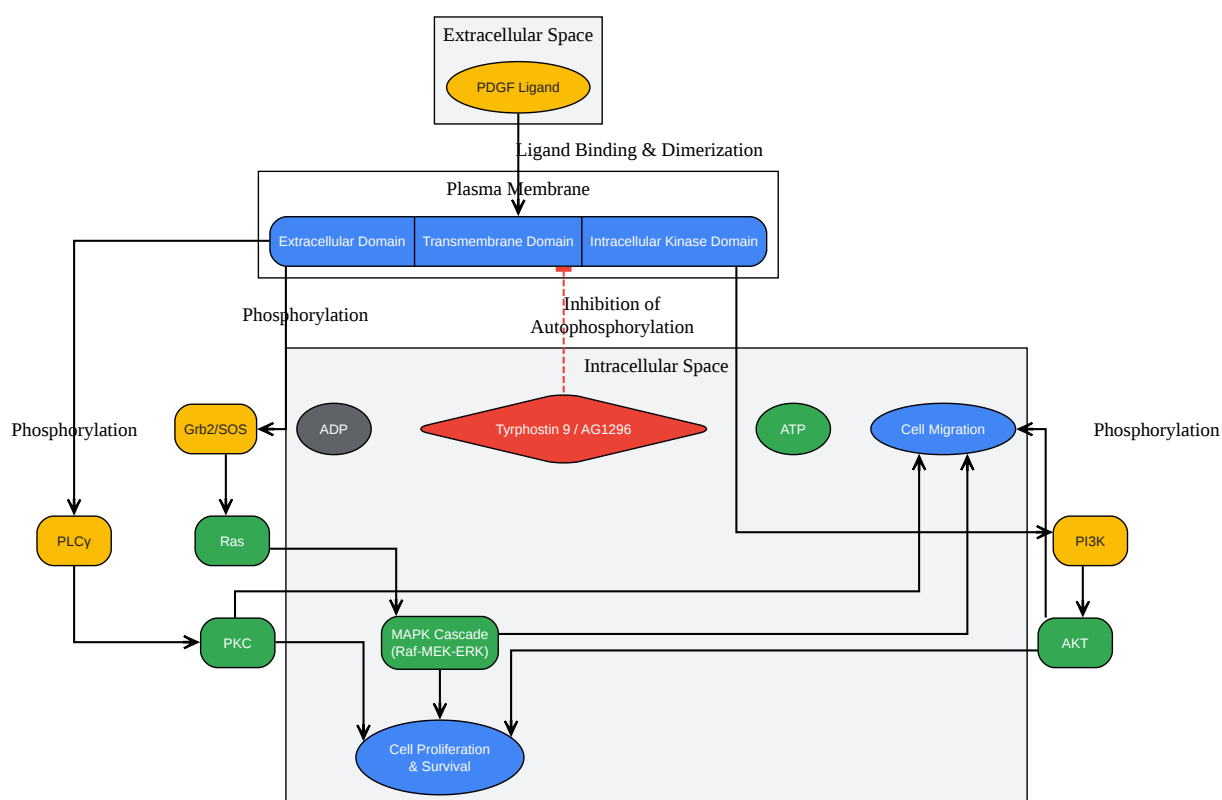 Extracellular Space
PDGF Ligand
Ligand Binding & Dimerization
Plasma Membrane
Extracellular Domain
Transmembrane Domain
Intracellular Kinase Domain
Phosphorylation
Inhibition of
Autophosphorylation
Intracellular Space
Phosphorylation
Grb2/SOS
ADP
Tyrphostin 9 / AG1296
ATP
Cell Migration
Phosphorylation
PLCγ
Ras
PI3K
PKC
MAPK Cascade
(Raf-MEK-ERK)
AKT
Cell Proliferation
& Survival